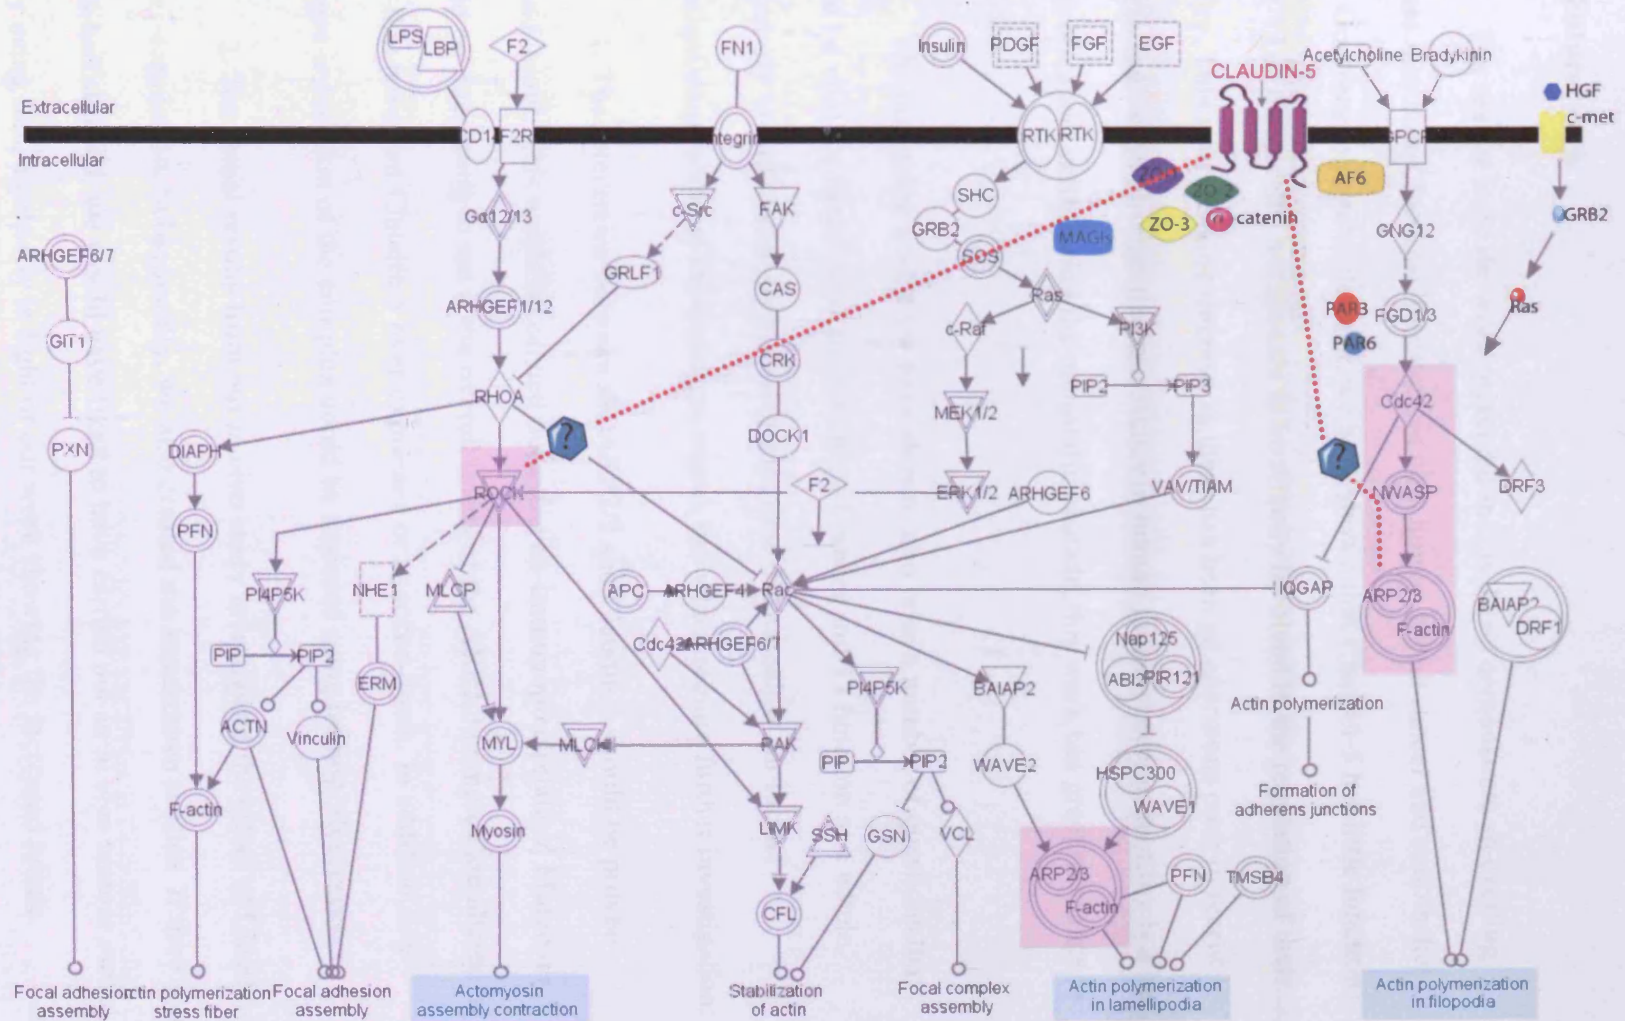 LPS
LBP
F2
FN1
Insulin
PDGF
FGF
EGF
Acetylcholine
Bradykinin
CLAUDIN-5
HGF
c-met
Extracellular
Intracellular
CD14
F2R
Integrin
RTK
RTK
GPCR
ZO-2
AF6
ZO-3
α catenin
MAGIs
GRB2
Gα12/13
c-Src
FAK
SHC
GRB2
SOS
GNG12
ARHGEF6/7
GRLF1
CAS
Ras
ARHGEF1/12
c-Raf
PI3K
PAR3
FGD1/3
Ras
GIT1
PAR6
CRK
PIP2
PIP3
RHOA
MEK1/2
Cdc42
PXN
DIAPH
?
DOCK1
?
ROCK
F2
ERK1/2
ARHGEF6
VAV/TIAM
NWASP
DRF3
PFN
PI4P5K
NHE1
MLCP
APC
ARHGEF4
Rac
IQGAP
ARP2/3
F-actin
BAIAP2
DRF1
Cdc42
ARHGEF6/7
Nap125
ABI2
PIR121
PIP
PIP2
ERM
PI4P5K
BAIAP2
Actin polymerization
ACTN
Vinculin
MYL
MLCK
PAK
PIP
PIP2
WAVE2
HSPC300
WAVE1
Formation of
adherens junctions
F-actin
Myosin
LIMK
SSH
GSN
VCL
ARP2/3
F-actin
PFN
TMSB4
CFL
Focal adhesion
assembly
ctin polymerization
stress fiber
Focal adhesion
assembly
Actomyosin
assembly contraction
Stabilization
of actin
Focal complex
assembly
Actin polymerization
in lamellipodia
Actin polymerization
in filopodia